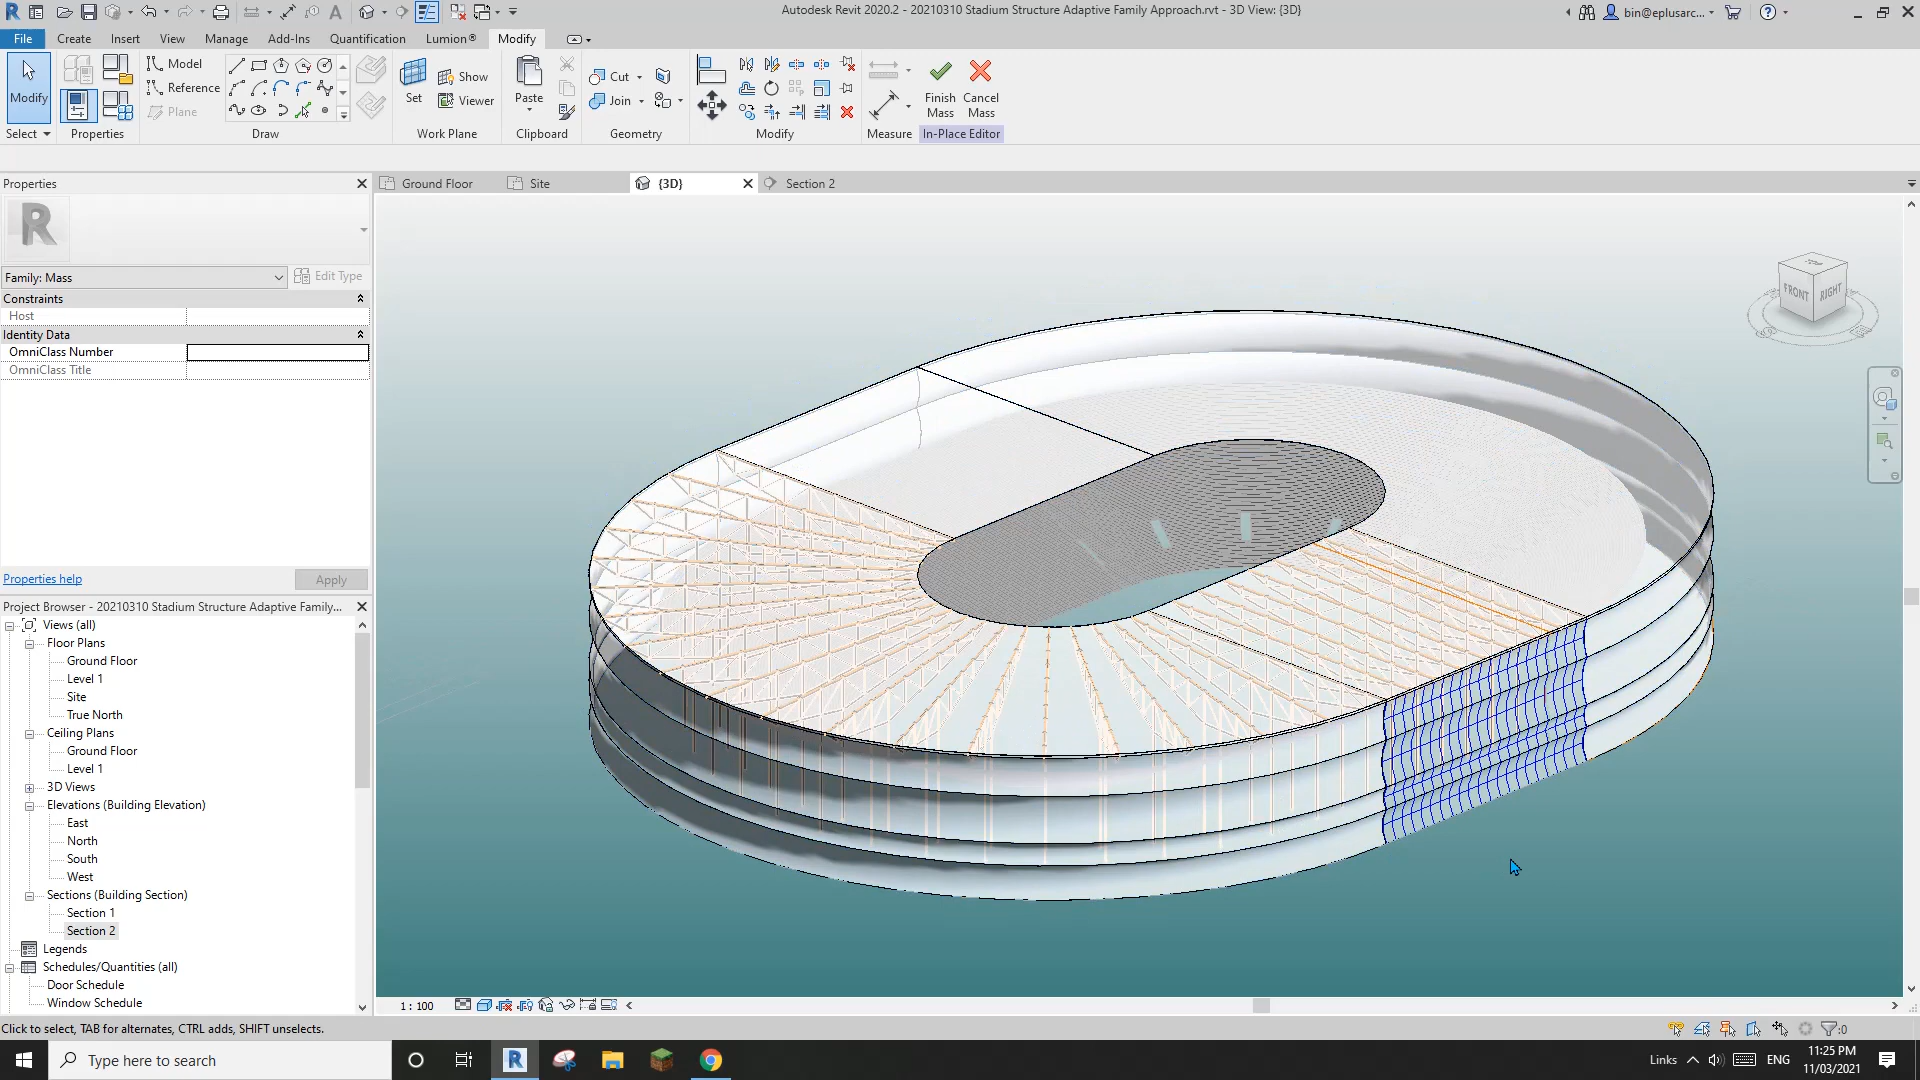 Autodesk Revit 2020.2 - 20210310 Stadium Structure Adaptive Family Approach.rvt - 3D View: {3D}
bin@eplusarc...
File Create Insert View Manage Add-Ins Quantification Lumion® Modify
Modify
Select
Properties
Model
Reference
Plane
Draw
Set
Show
Viewer
Work Plane
Paste
Clipboard
Cut
Join
Geometry
Modify
Measure
Finish Mass
Cancel Mass
In-Place Editor
Properties
Ground Floor
Site
{3D}
Section 2
Family: Mass
Edit Type
Constraints
Host
Identity Data
OmniClass Number
OmniClass Title
Properties help
Apply
TOP
FRONT
RIGHT
Project Browser - 20210310 Stadium Structure Adaptive Family...
Views (all)
Floor Plans
Ground Floor
Level 1
Site
True North
Ceiling Plans
Ground Floor
Level 1
3D Views
Elevations (Building Elevation)
East
North
South
West
Sections (Building Section)
Section 1
Section 2
Legends
Schedules/Quantities (all)
Door Schedule
Window Schedule
1 : 100
Click to select, TAB for alternates, CTRL adds, SHIFT unselects.
:0
Type here to search
Links
ENG
11:25 PM
11/03/2021